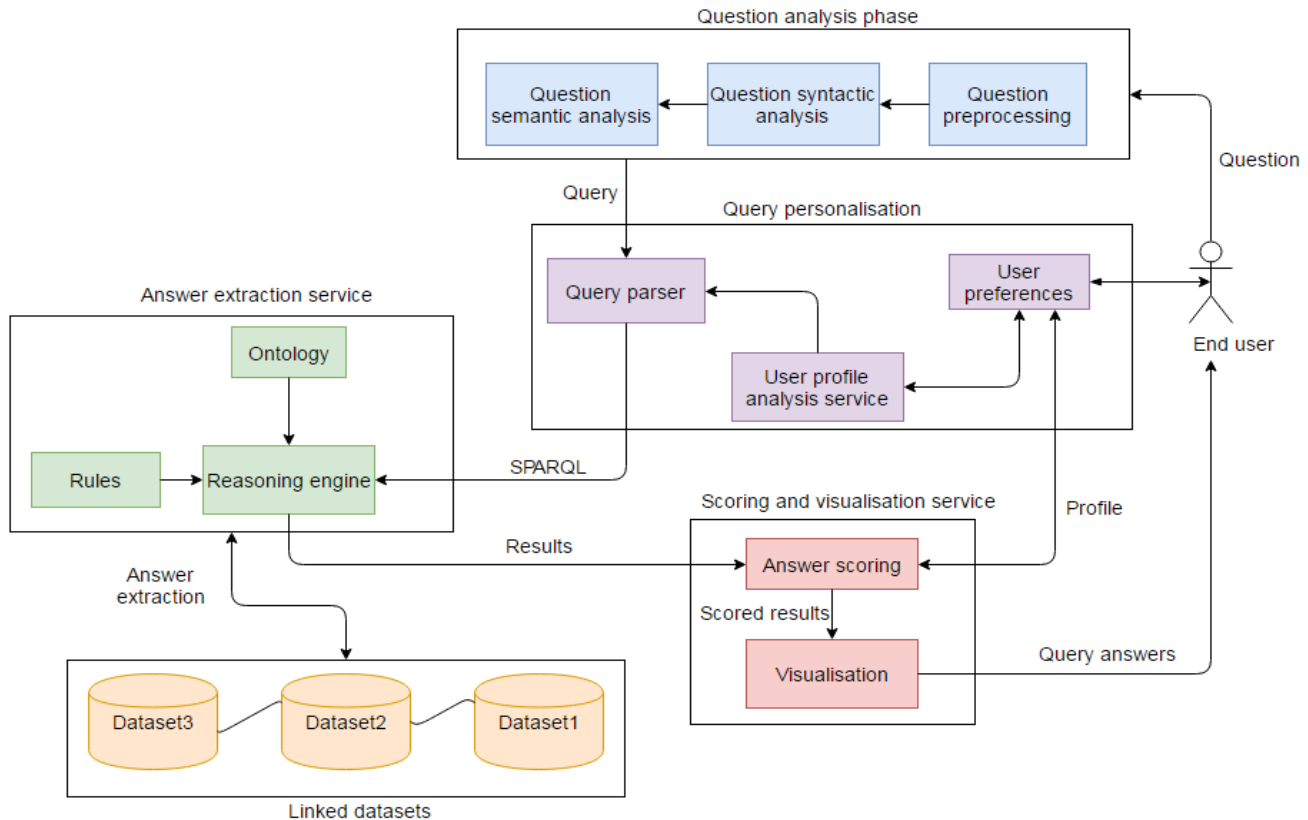 Question analysis phase
Question
semantic analysis
Question syntactic
analysis
Question
preprocessing
Question
Query
Query personalisation
Query parser
User
preferences
User profile
analysis service
End user
Answer extraction service
Ontology
Rules
Reasoning engine
SPARQL
Scoring and visualisation service
Profile
Results
Answer scoring
Answer
extraction
Scored results
Visualisation
Query answers
Dataset3
Dataset2
Dataset1
Linked datasets